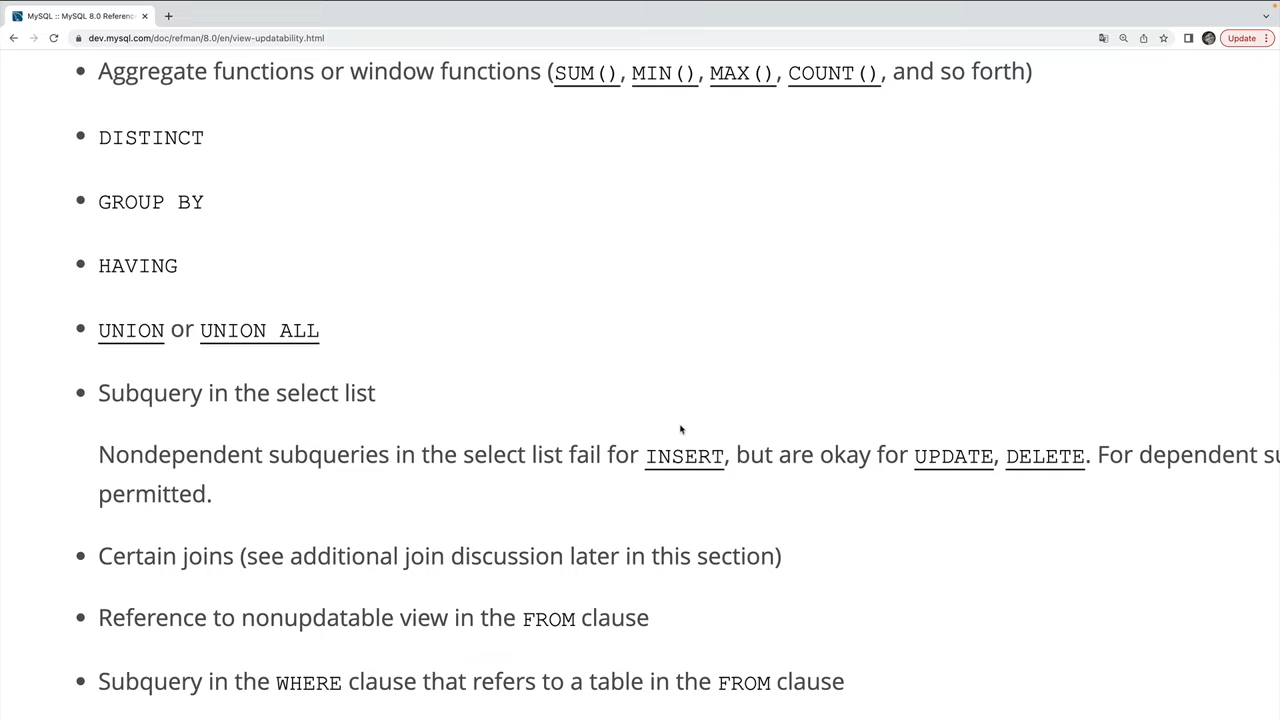 MySQL :: MySQL 8.0 Referenc
dev.mysql.com/doc/refman/8.0/en/view-updatability.html
Update
Aggregate functions or window functions (SUM(), MIN(), MAX(), COUNT(), and so forth)
DISTINCT
GROUP BY
HAVING
UNION or UNION ALL
Subquery in the select list
Nondependent subqueries in the select list fail for INSERT, but are okay for UPDATE, DELETE. For dependent su
permitted.
Certain joins (see additional join discussion later in this section)
Reference to nonupdatable view in the FROM clause
Subquery in the WHERE clause that refers to a table in the FROM clause